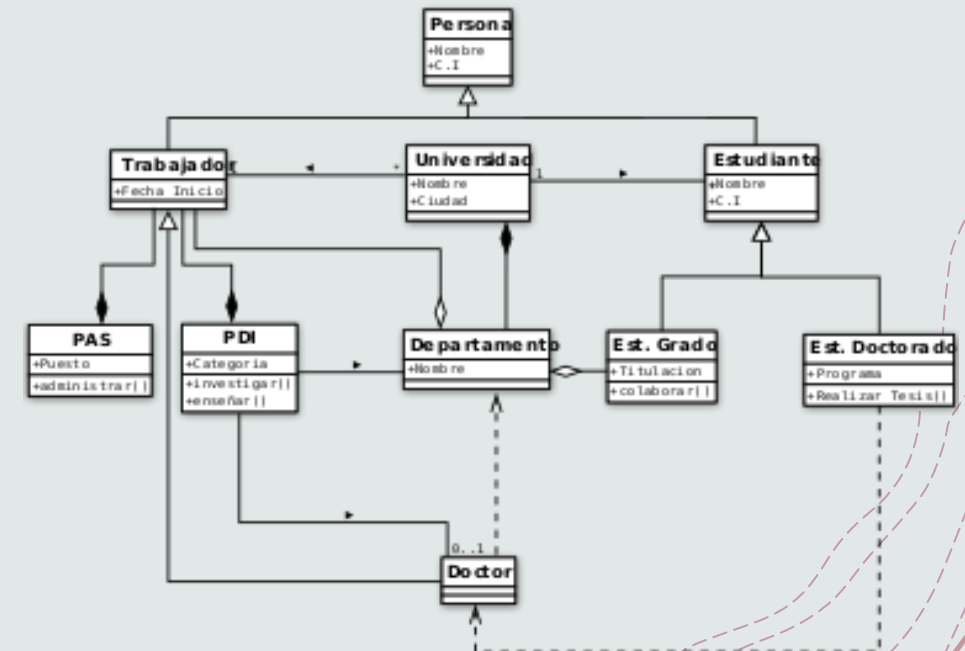 Persona
+Nombre
+C.I
Trabajador
+Fecha Inicio
*
Universidad
+Nombre
+Ciudad
1
Estudiante
+Nombre
+C.I
PAS
+Puesto
+administrar()
PDI
+Categoria
+investigar()
+enseñar()
Departamento
+Nombre
Est. Grado
+Titulacion
+colaborar()
Est. Doctorado
+Programa
+Realizar Tesis()
0..1
Doctor